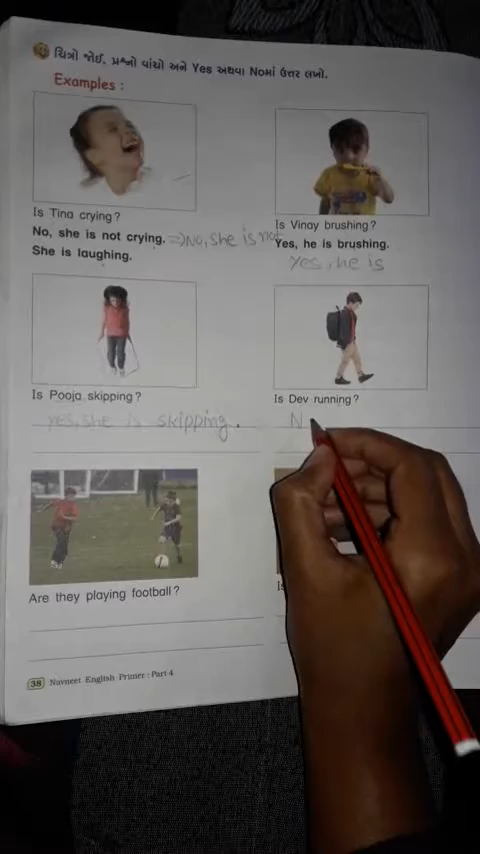 ચિત્રો જોઈ, પ્રશ્નો વાંચો અને Yes અથવા Noમાં ઉત્તર લખો.
Examples :
Is Tina crying?
No, she is not crying. ⇒No, she is not
She is laughing.
Is Vinay brushing?
Yes, he is brushing.
yes, he is
Is Pooja skipping?
yes, she is skipping.
Is Dev running?
N
Are they playing football?
38 Navneet English Primer : Part 4